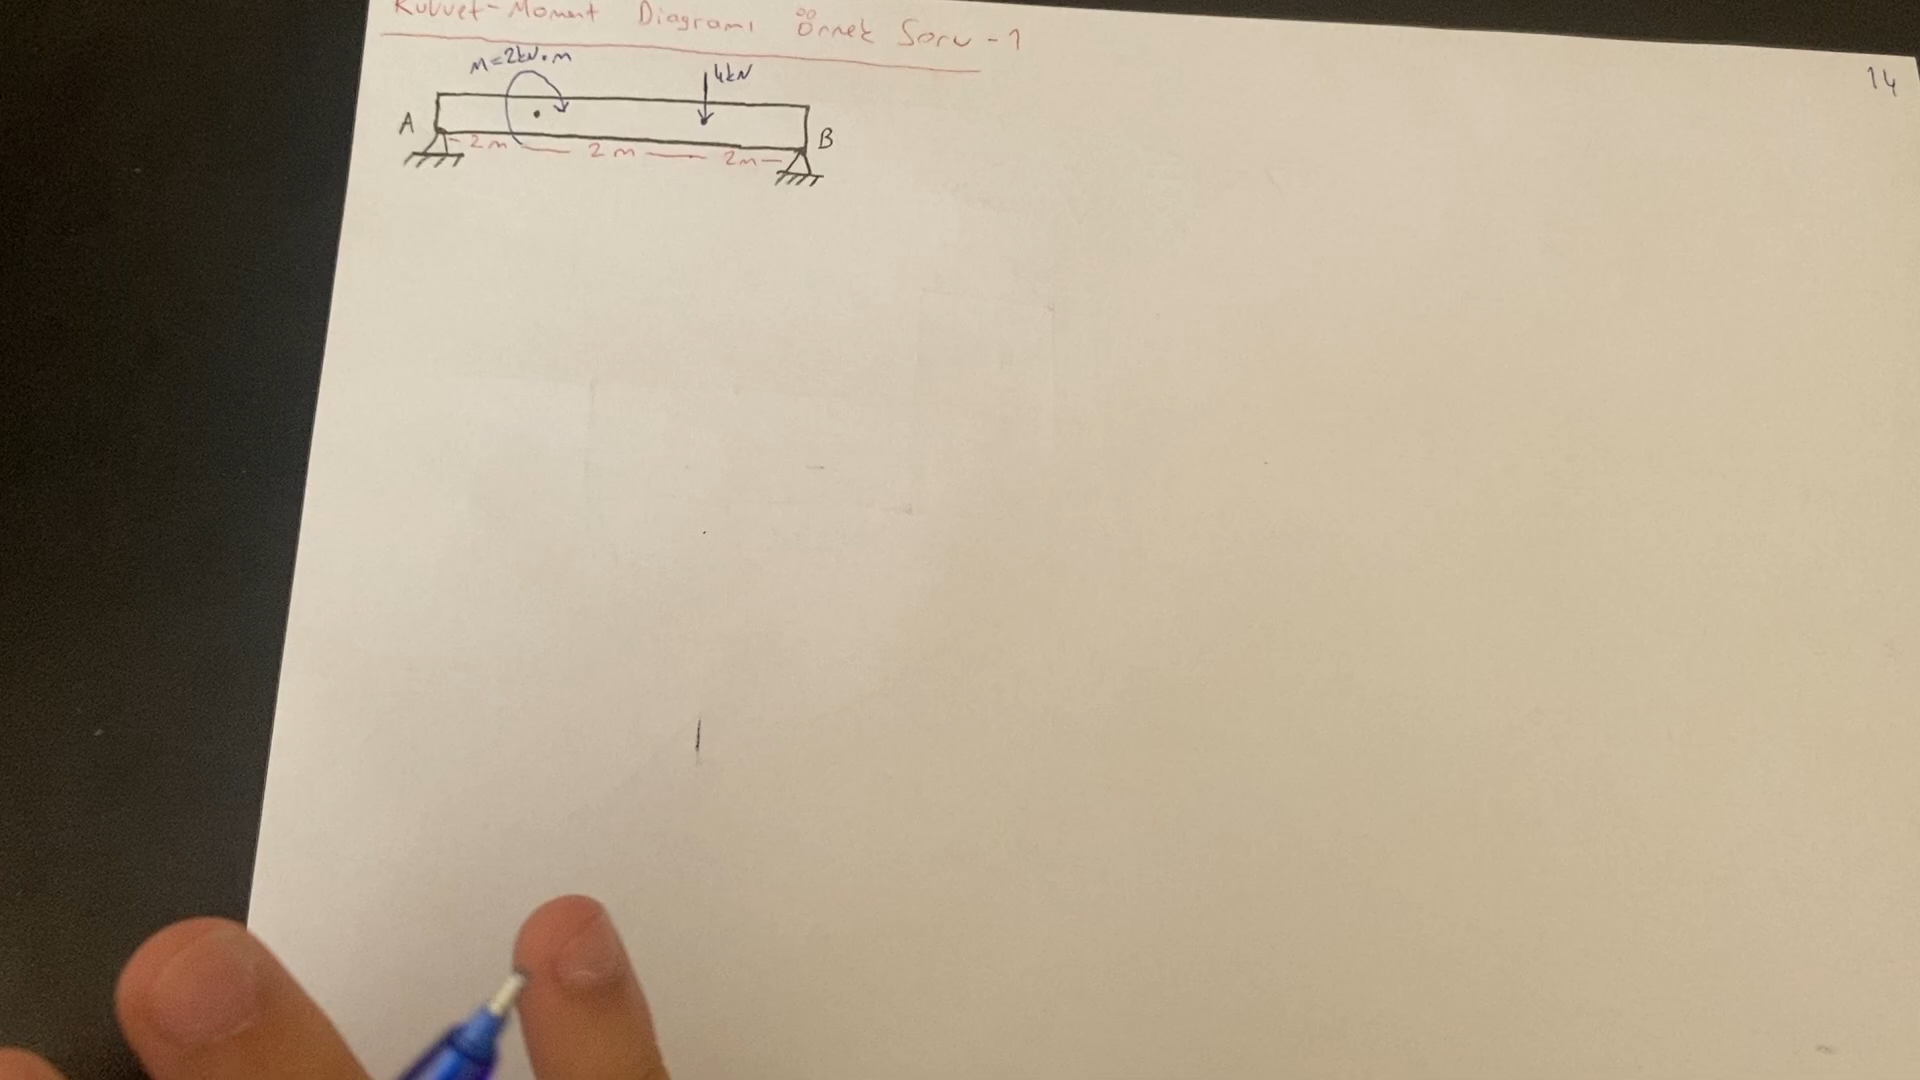 Kuvvet-Moment Diagramı Örnek Soru-1
14
M=2kN.m
4kN
A
B
2m 2m 2m